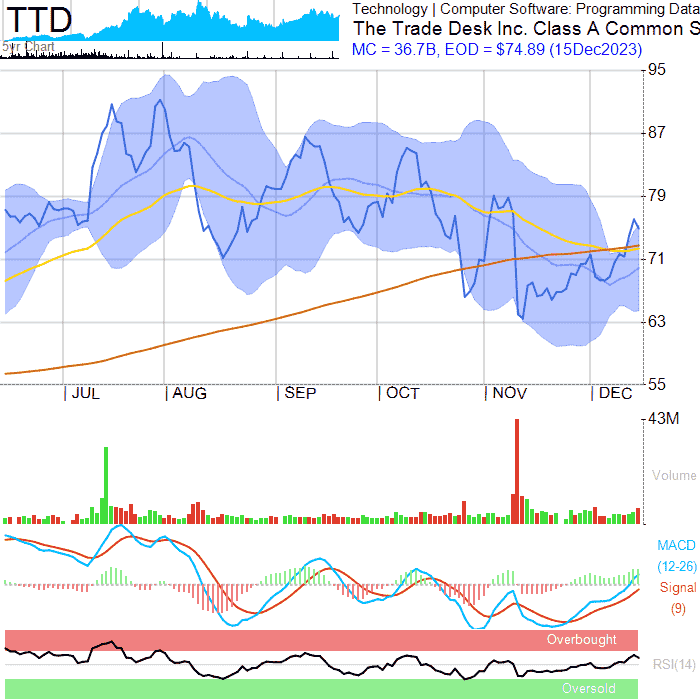 TTD
5yr Chart
Technology | Computer Software: Programming Data
The Trade Desk Inc. Class A Common S
MC = 36.7B, EOD = $74.89 (15Dec2023)
95
87
79
71
63
55
JUL AUG SEP OCT NOV DEC
43M
Volume
MACD
(12-26)
Signal
(9)
Overbought
RSI(14)
Oversold